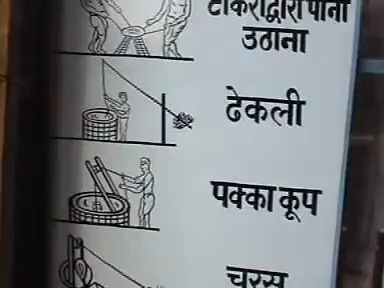 टोकरीद्वारा पानी
उठाना
ढेकली
पक्का कूप
चरस